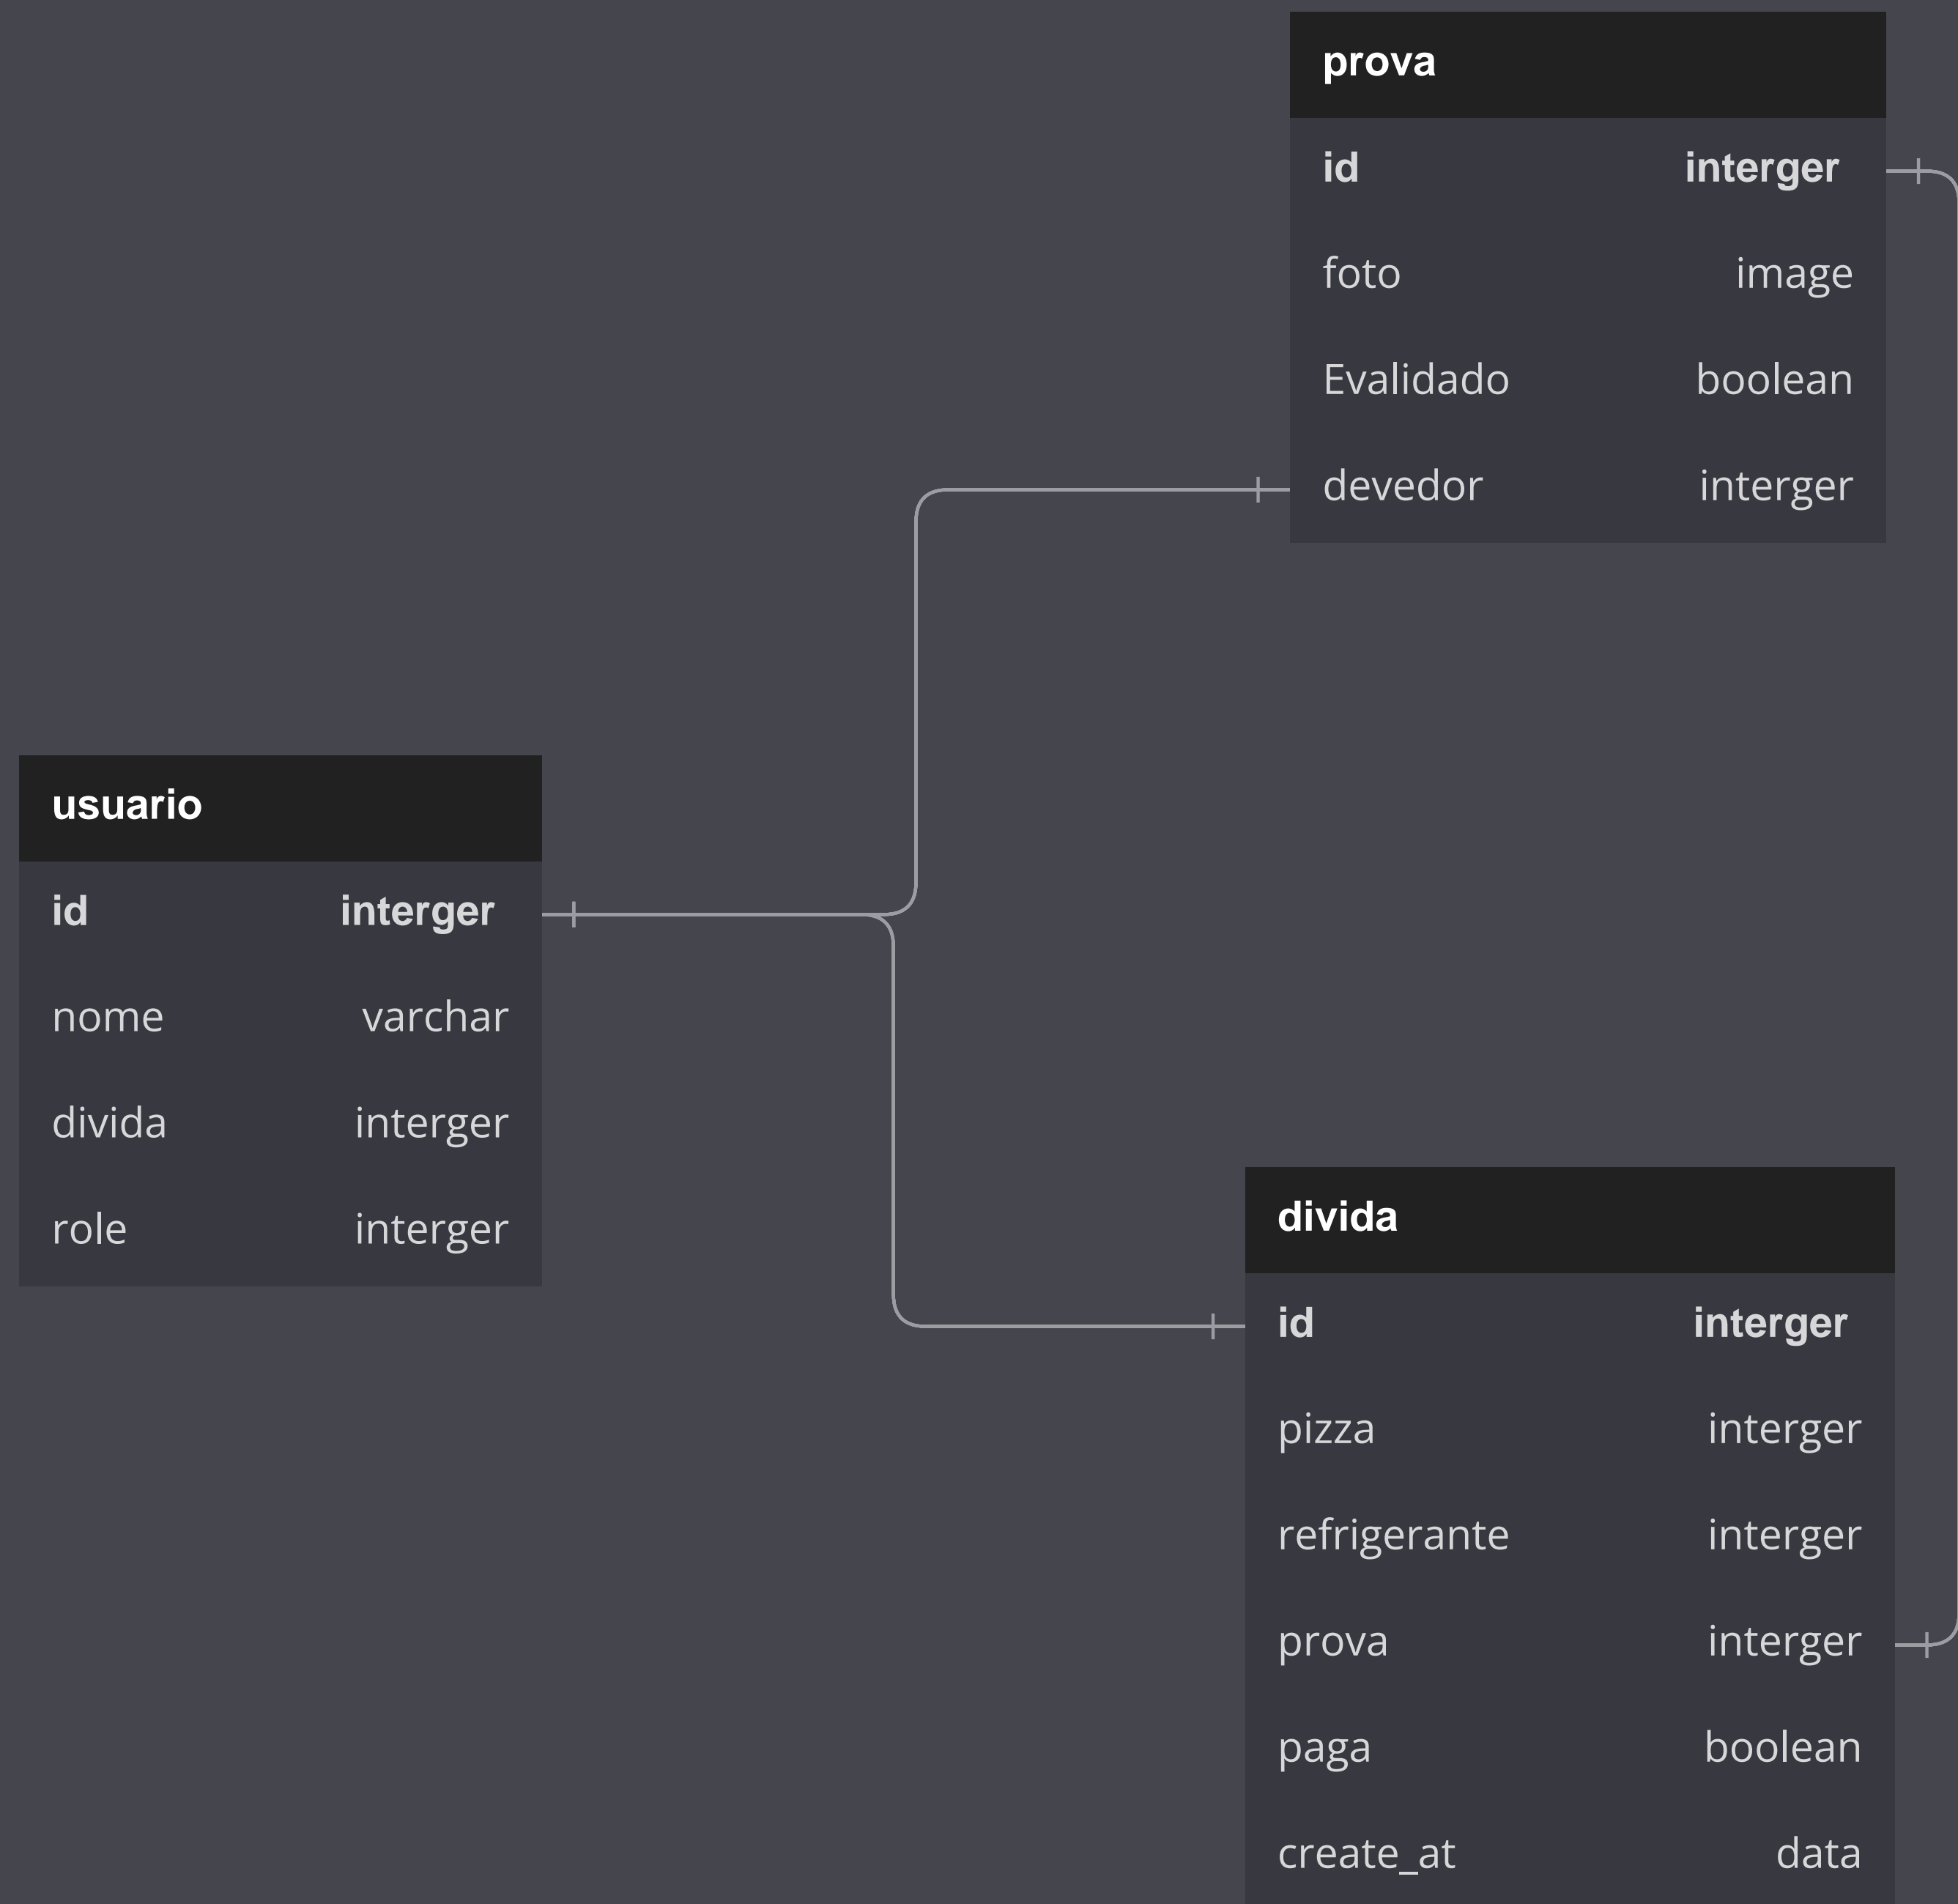 prova
id interger
foto image
Evalidado boolean
devedor interger
usuario
id interger
nome varchar
divida interger
role interger
divida
id interger
pizza interger
refrigerante interger
prova interger
paga boolean
create_at data